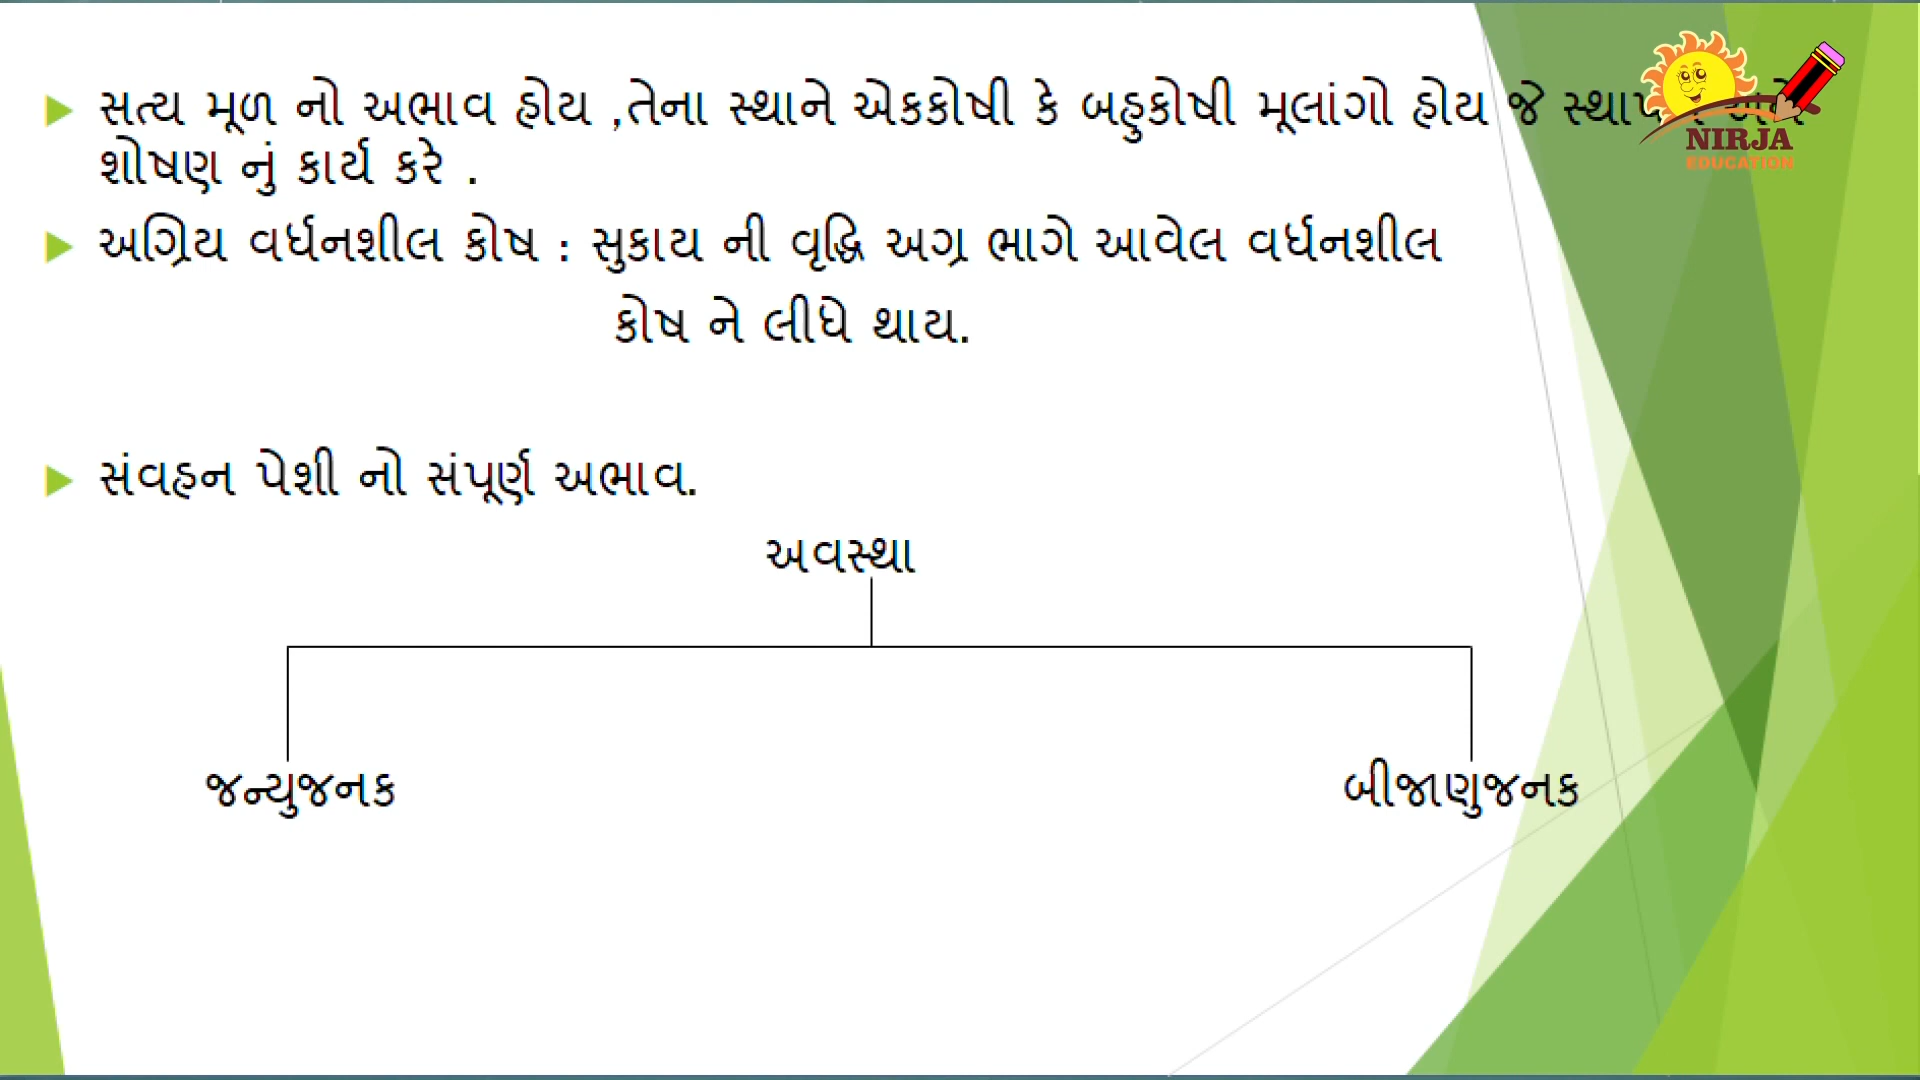 સત્ય મૂળ નો અભાવ હોય ,તેના સ્થાને એકકોષી કે બહુકોષી મૂલાંગો હોય જે
શોષણ નું કાર્ય કરે .
અગ્રિય વર્ધનશીલ કોષ : સુકાય ની વૃદ્ધિ અગ્ર ભાગે આવેલ વર્ધનશીલ
કોષ ને લીધે થાય.
સંવહન પેશી નો સંપૂર્ણ અભાવ.
અવસ્થા
જન્યુજનક બીજાણુજનક
NIRJA
EDUCATION